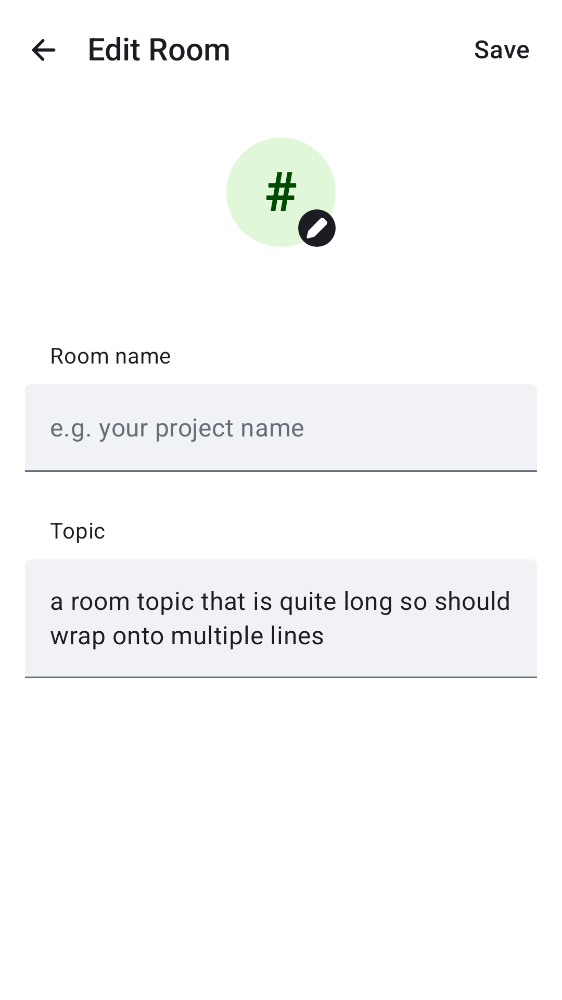 Edit Room
Save
#
Room name
e.g. your project name
Topic
a room topic that is quite long so should
wrap onto multiple lines